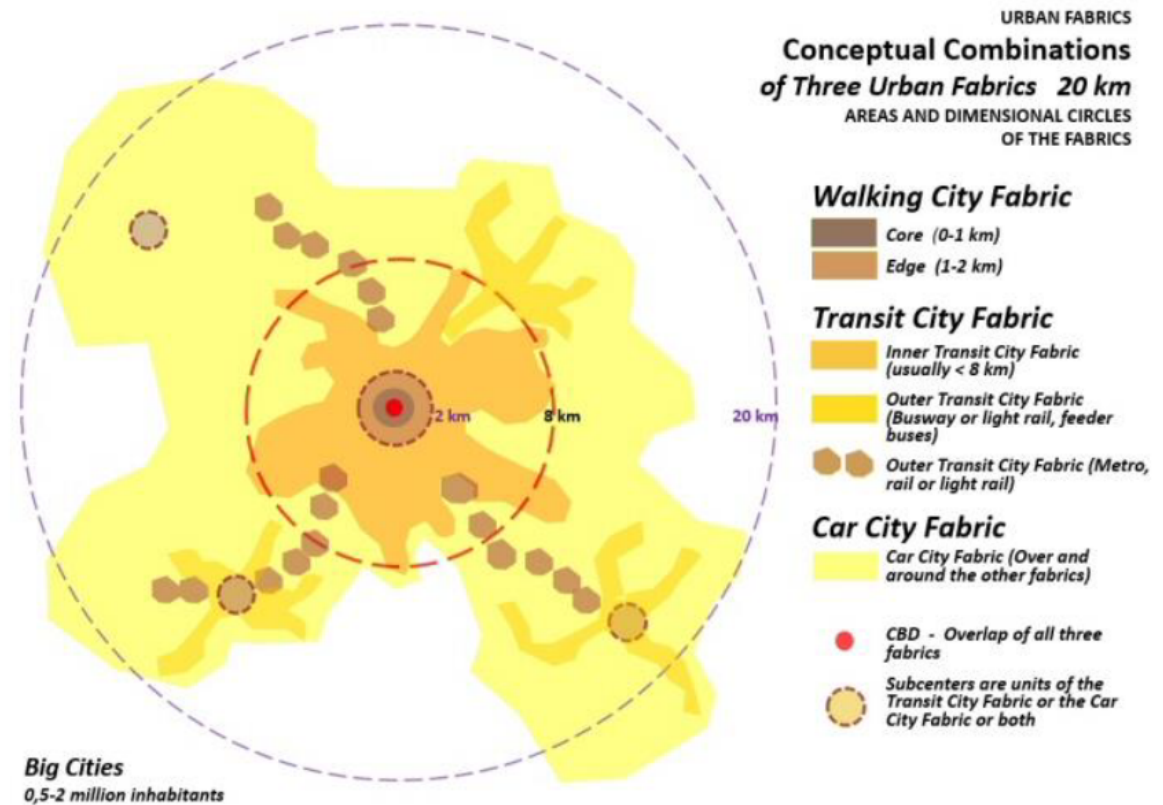 URBAN FABRICS
Conceptual Combinations
of Three Urban Fabrics 20 km
AREAS AND DIMENSIONAL CIRCLES
OF THE FABRICS
Walking City Fabric
Core (0-1 km)
Edge (1-2 km)
Transit City Fabric
Inner Transit City Fabric
(usually < 8 km)
Outer Transit City Fabric
(Busway or light rail, feeder
buses)
Outer Transit City Fabric (Metro,
rail or light rail)
Car City Fabric
Car City Fabric (Over and
around the other fabrics)
CBD - Overlap of all three
fabrics
Subcenters are units of the
Transit City Fabric or the Car
City Fabric or both
2 km
8 km
20 km
Big Cities
0,5-2 million inhabitants